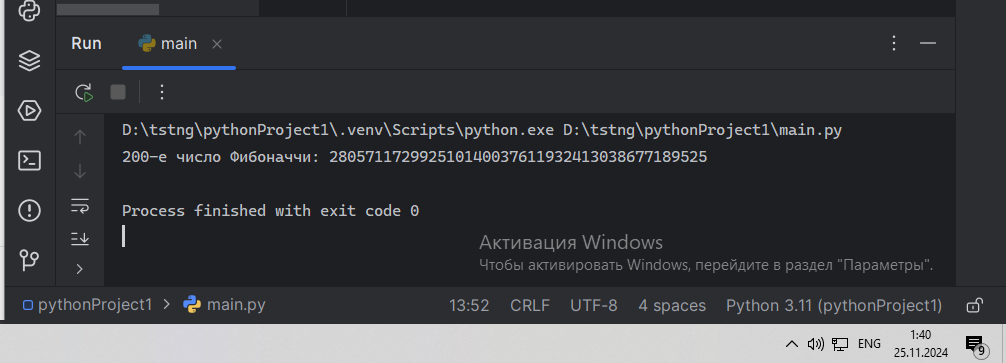 Run main
D:\tstng\pythonProject1\.venv\Scripts\python.exe D:\tstng\pythonProject1\main.py
200-е число Фибоначчи: 280571172992510140037611932413038677189525
Process finished with exit code 0
Активация Windows
Чтобы активировать Windows, перейдите в раздел "Параметры".
pythonProject1 > main.py 13:52 CRLF UTF-8 4 spaces Python 3.11 (pythonProject1)
ENG 1:40
25.11.2024 9